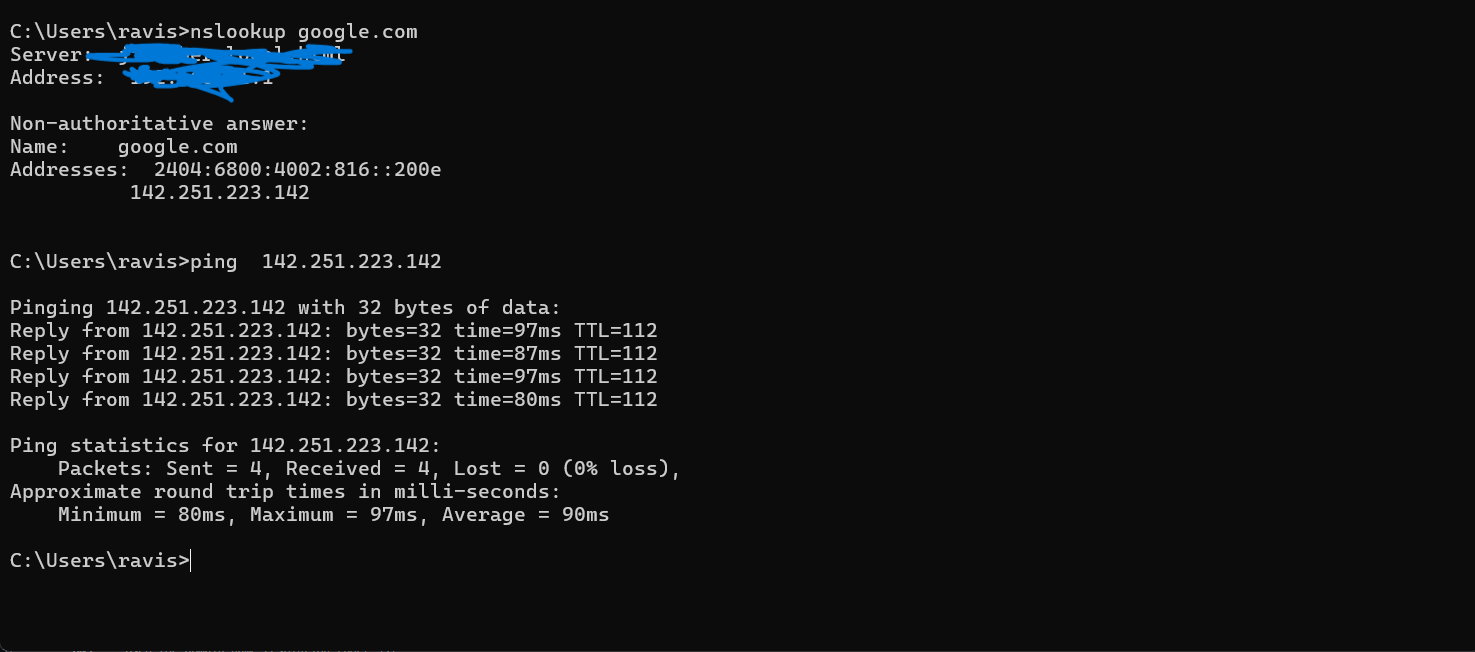 C:\Users\ravis>nslookup google.com
Server:
Address:
Non-authoritative answer:
Name:    google.com
Addresses:  2404:6800:4002:816::200e
          142.251.223.142
C:\Users\ravis>ping  142.251.223.142
Pinging 142.251.223.142 with 32 bytes of data:
Reply from 142.251.223.142: bytes=32 time=97ms TTL=112
Reply from 142.251.223.142: bytes=32 time=87ms TTL=112
Reply from 142.251.223.142: bytes=32 time=97ms TTL=112
Reply from 142.251.223.142: bytes=32 time=80ms TTL=112
Ping statistics for 142.251.223.142:
    Packets: Sent = 4, Received = 4, Lost = 0 (0% loss),
Approximate round trip times in milli-seconds:
    Minimum = 80ms, Maximum = 97ms, Average = 90ms
C:\Users\ravis>